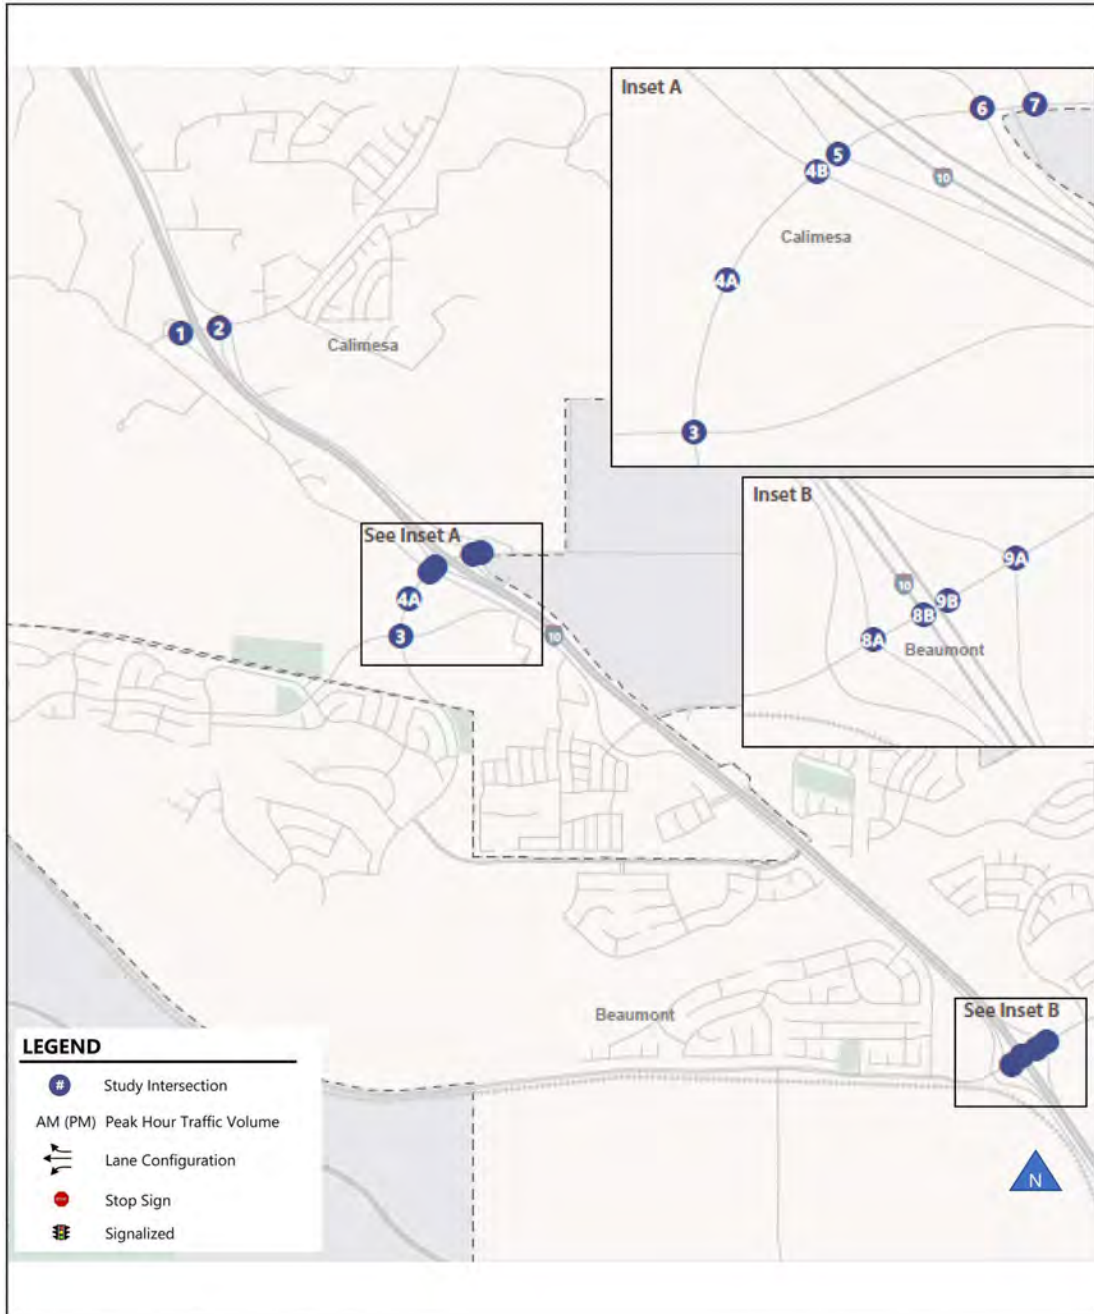 Inset A
6
7
5
4B
10
Calimesa
4A
3
1
2
Calimesa
Inset B
9A
10
9B
8B
8A
Beaumont
See Inset A
4A
3
10
Beaumont
See Inset B
LEGEND
# Study Intersection
AM (PM) Peak Hour Traffic Volume
Lane Configuration
Stop Sign
Signalized
N